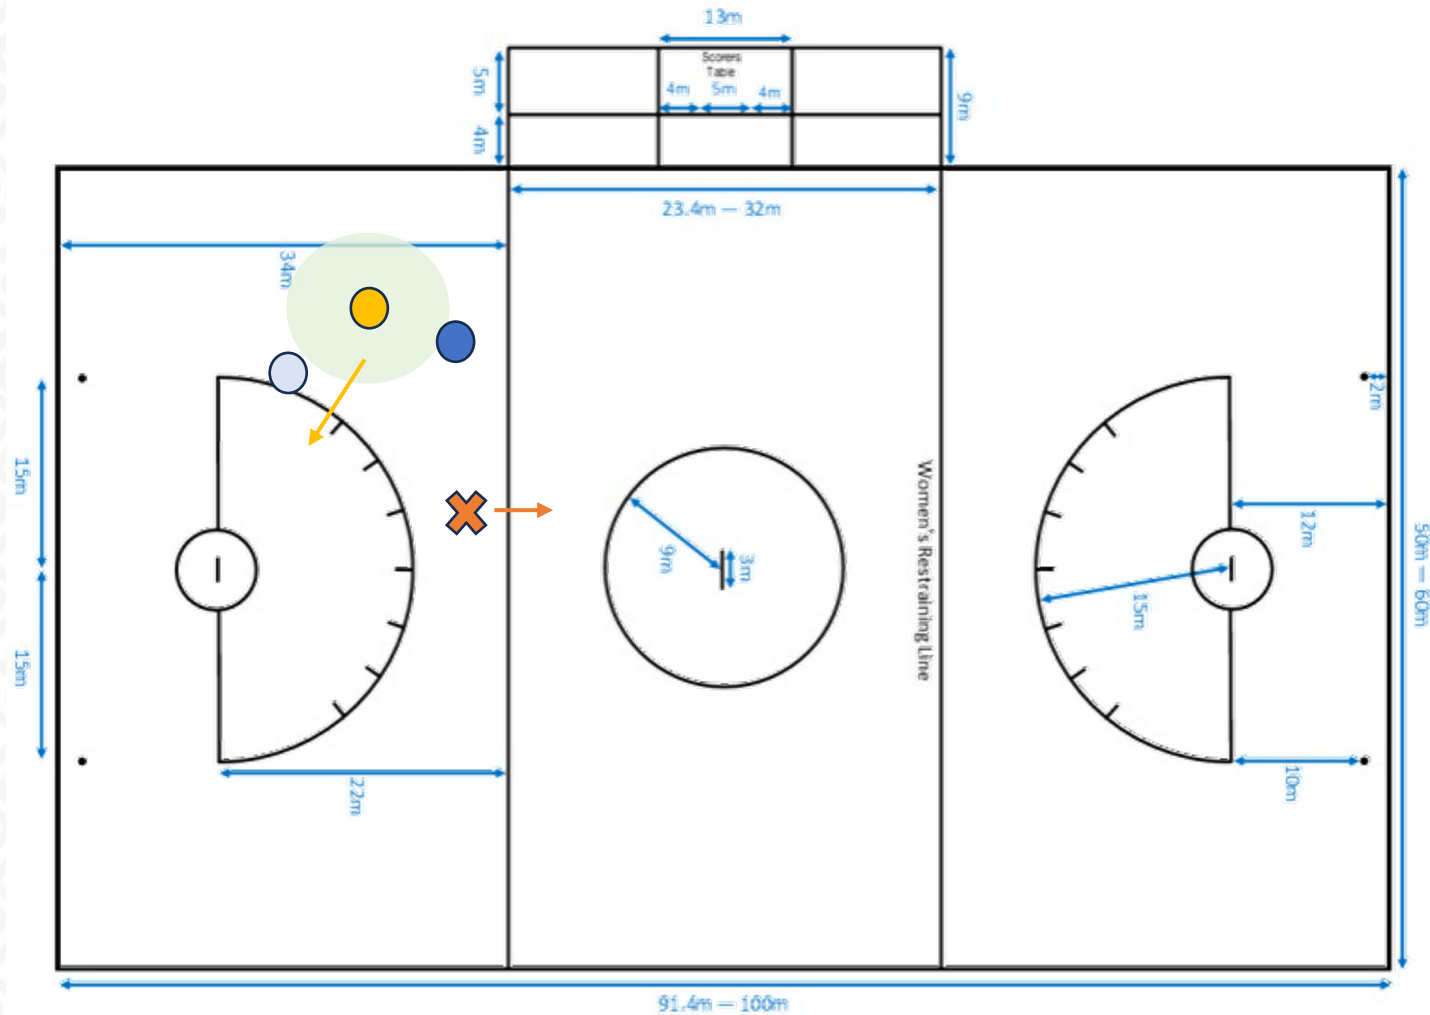 13m
Scorers
Table
4m
5m
4m
5m
4m
9m
23.4m — 32m
34m
15m
15m
22m
9m
3m
Women's Restraining Line
2m
12m
15m
10m
50m — 60m
91.4m — 100m